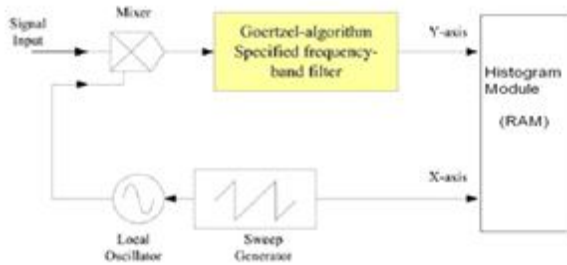 Signal
Input
Mixer
Goertzel-algorithm
Specified frequency-
band filter
Y-axis
Histogram
Module
(RAM)
X-axis
Local
Oscillator
Sweep
Generator